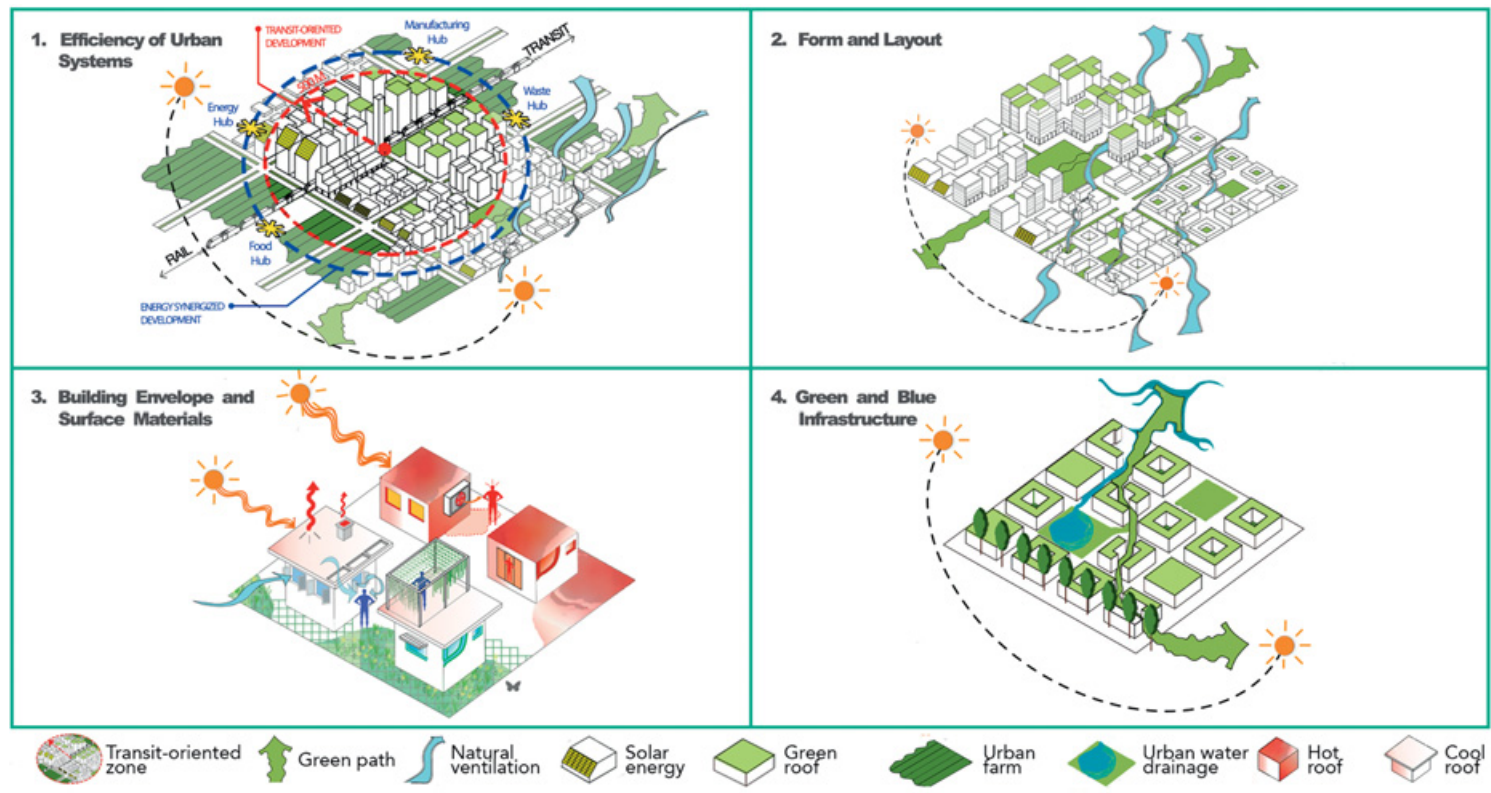 1. Efficiency of Urban
Systems
TRANSIT-ORIENTED
DEVELOPMENT
Manufacturing
Hub
TRANSIT
500 M
Energy
Hub
Waste
Hub
Food
Hub
RAIL
ENERGY SYNERGIZED
DEVELOPMENT
2. Form and Layout
3. Building Envelope and
Surface Materials
4. Green and Blue
Infrastructure
Transit-oriented
zone
Green path
Natural
ventilation
Solar
energy
Green
roof
Urban
farm
Urban water
drainage
Hot
roof
Cool
roof